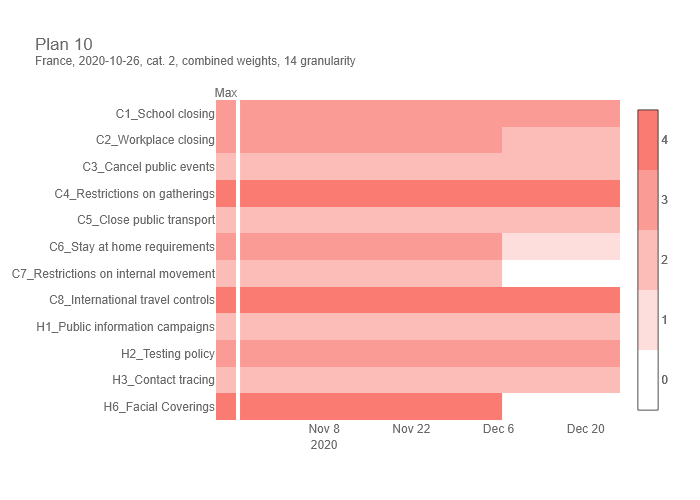 Plan 10
France, 2020-10-26, cat. 2, combined weights, 14 granularity
Max
C1_School closing
C2_Workplace closing
C3_Cancel public events
C4_Restrictions on gatherings
C5_Close public transport
C6_Stay at home requirements
C7_Restrictions on internal movement
C8_International travel controls
H1_Public information campaigns
H2_Testing policy
H3_Contact tracing
H6_Facial Coverings
Nov 8 Nov 22 Dec 6 Dec 20
2020
4
3
2
1
0